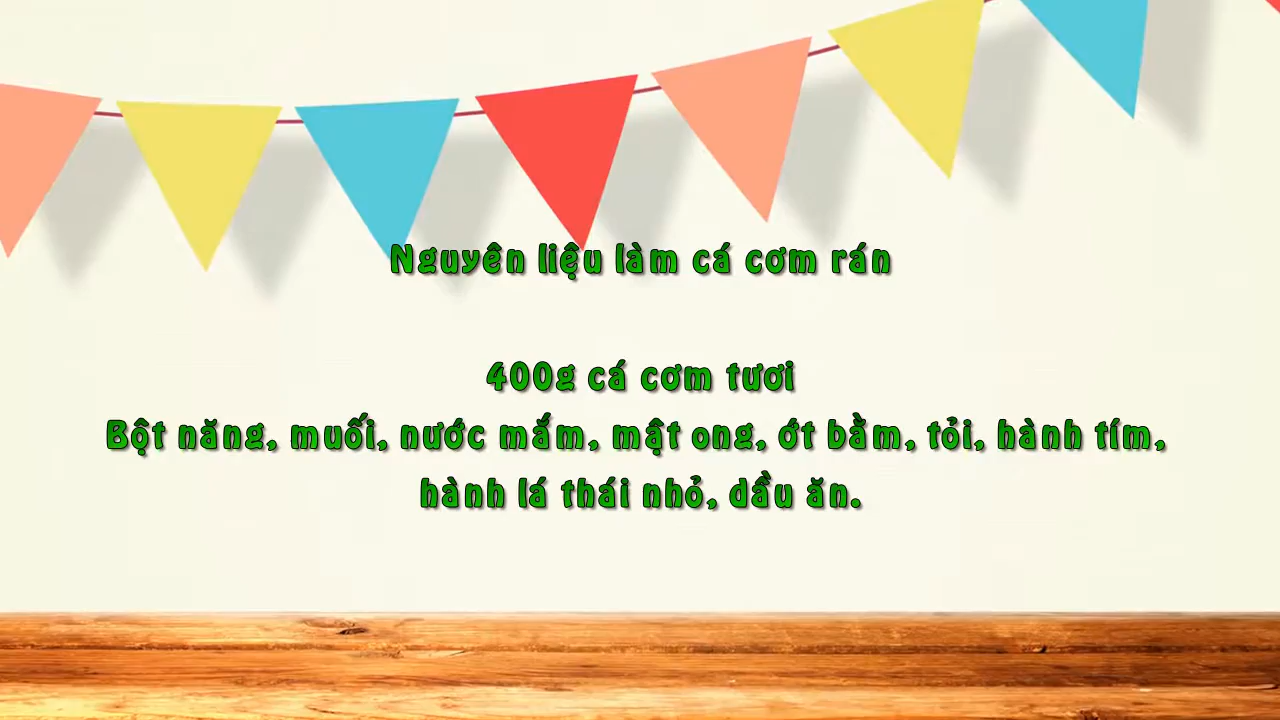 Nguyên liệu làm cá cơm rán
400g cá cơm tươi
Bột năng, muối, nước mắm, mật ong, ớt bằm, tỏi, hành tím,
hành lá thái nhỏ, dầu ăn.